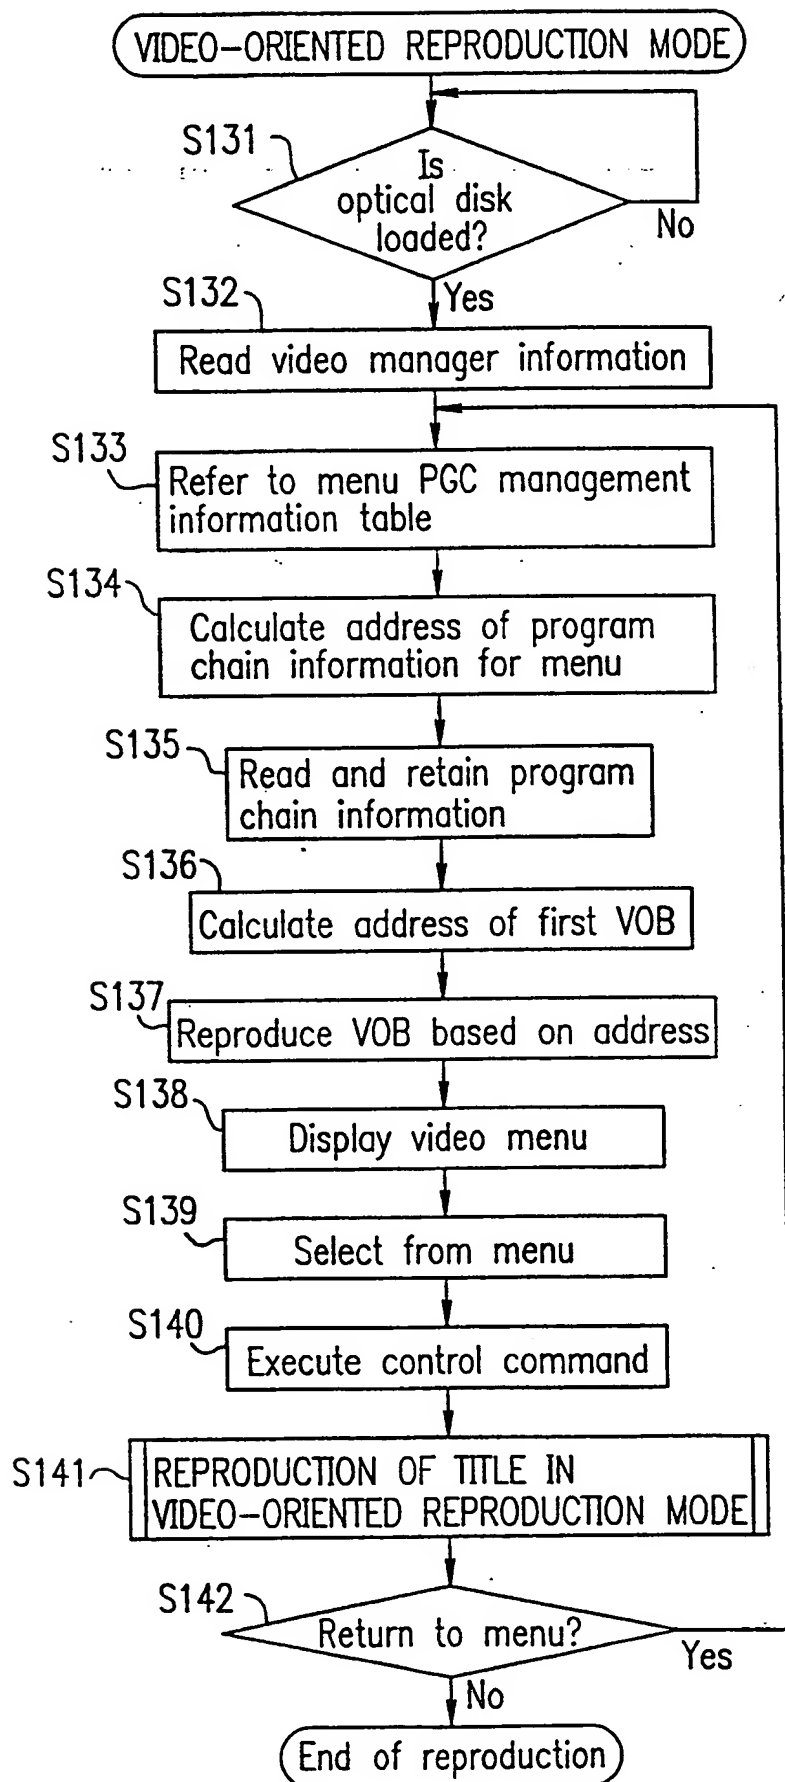 VIDEO-ORIENTED REPRODUCTION MODE
S131
Is
optical disk
loaded?
No
Yes
S132
Read video manager information
S133
Refer to menu PGC management
information table
S134
Calculate address of program
chain information for menu
S135
Read and retain program
chain information
S136
Calculate address of first VOB
S137
Reproduce VOB based on address
S138
Display video menu
S139
Select from menu
S140
Execute control command
S141
REPRODUCTION OF TITLE IN
VIDEO-ORIENTED REPRODUCTION MODE
S142
Return to menu?
Yes
No
End of reproduction